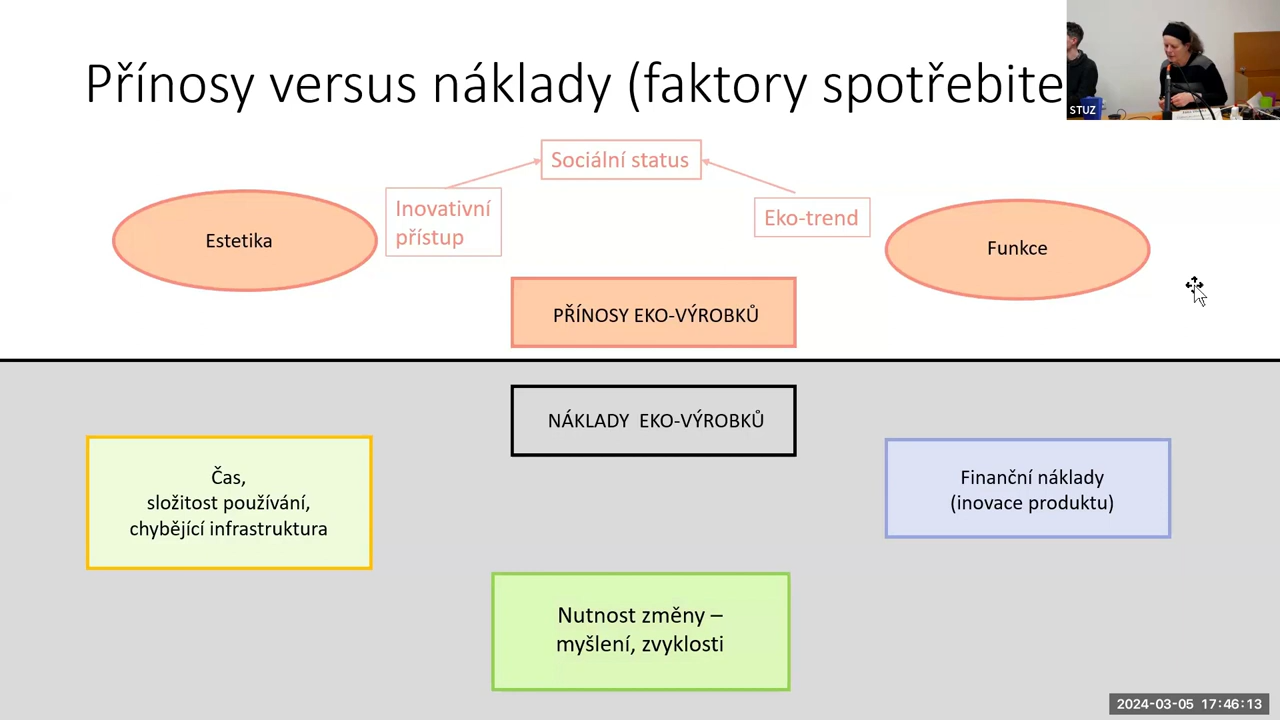 Přínosy versus náklady (faktory spotřebite
STUZ
Sociální status
Inovativní
přístup
Eko-trend
Estetika
Funkce
PŘÍNOSY EKO-VÝROBKŮ
NÁKLADY EKO-VÝROBKŮ
Čas,
složitost používání,
chybějící infrastruktura
Finanční náklady
(inovace produktu)
Nutnost změny –
myšlení, zvyklosti
2024-03-05 17:46:13